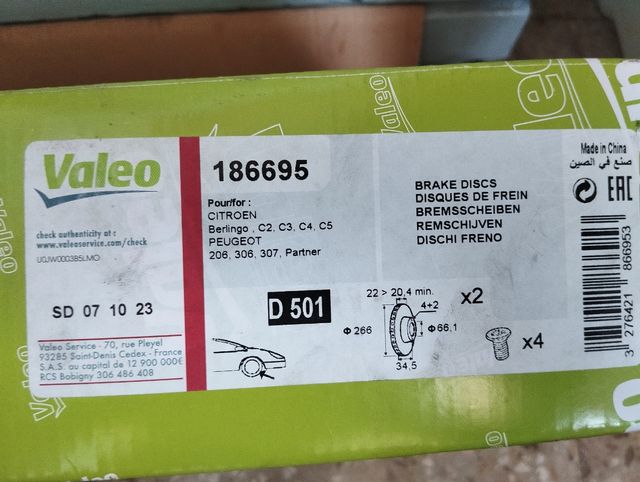 Valeo
Valeo
Valeo
check authenticity at :
www.valeoservice.com/check
U0JW0003B5LMO
SD 07 10 23
Valeo Service - 70, rue Pleyel
93285 Saint-Denis Cedex - France
S.A.S. au capital de 12 900 000€
RCS Bobigny 306 486 408
186695
Pour/for :
CITROEN
Berlingo , C2, C3, C4, C5
PEUGEOT
206, 306, 307, Partner
D 501
BRAKE DISCS
DISQUES DE FREIN
BREMSSCHEIBEN
REMSCHIJVEN
DISCHI FRENO
22 > 20,4 min.
4+2
x2
Φ 266
Φ 66,1
34,5
x4
Made in China
صنع في الصين
EAC
3 276421 866953